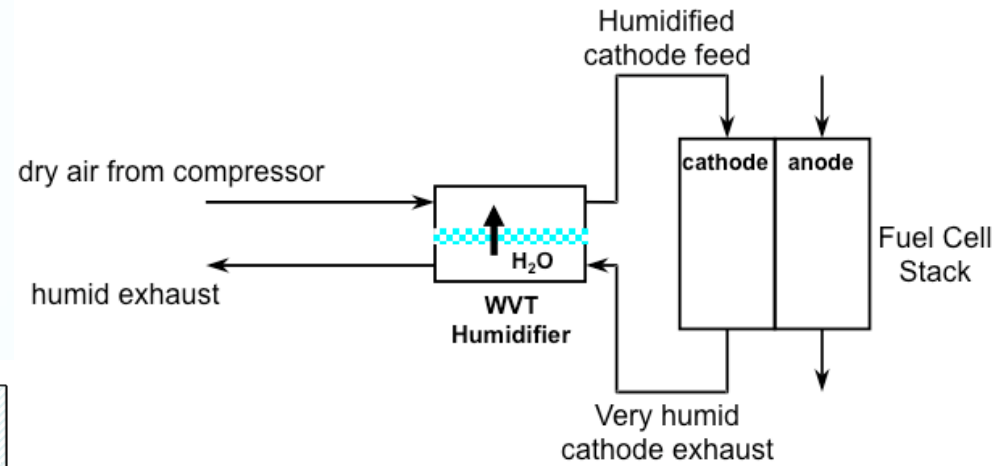 Humidified
cathode feed
dry air from compressor
cathode
anode
H₂O
Fuel Cell
Stack
humid exhaust
WVT
Humidifier
Very humid
cathode exhaust